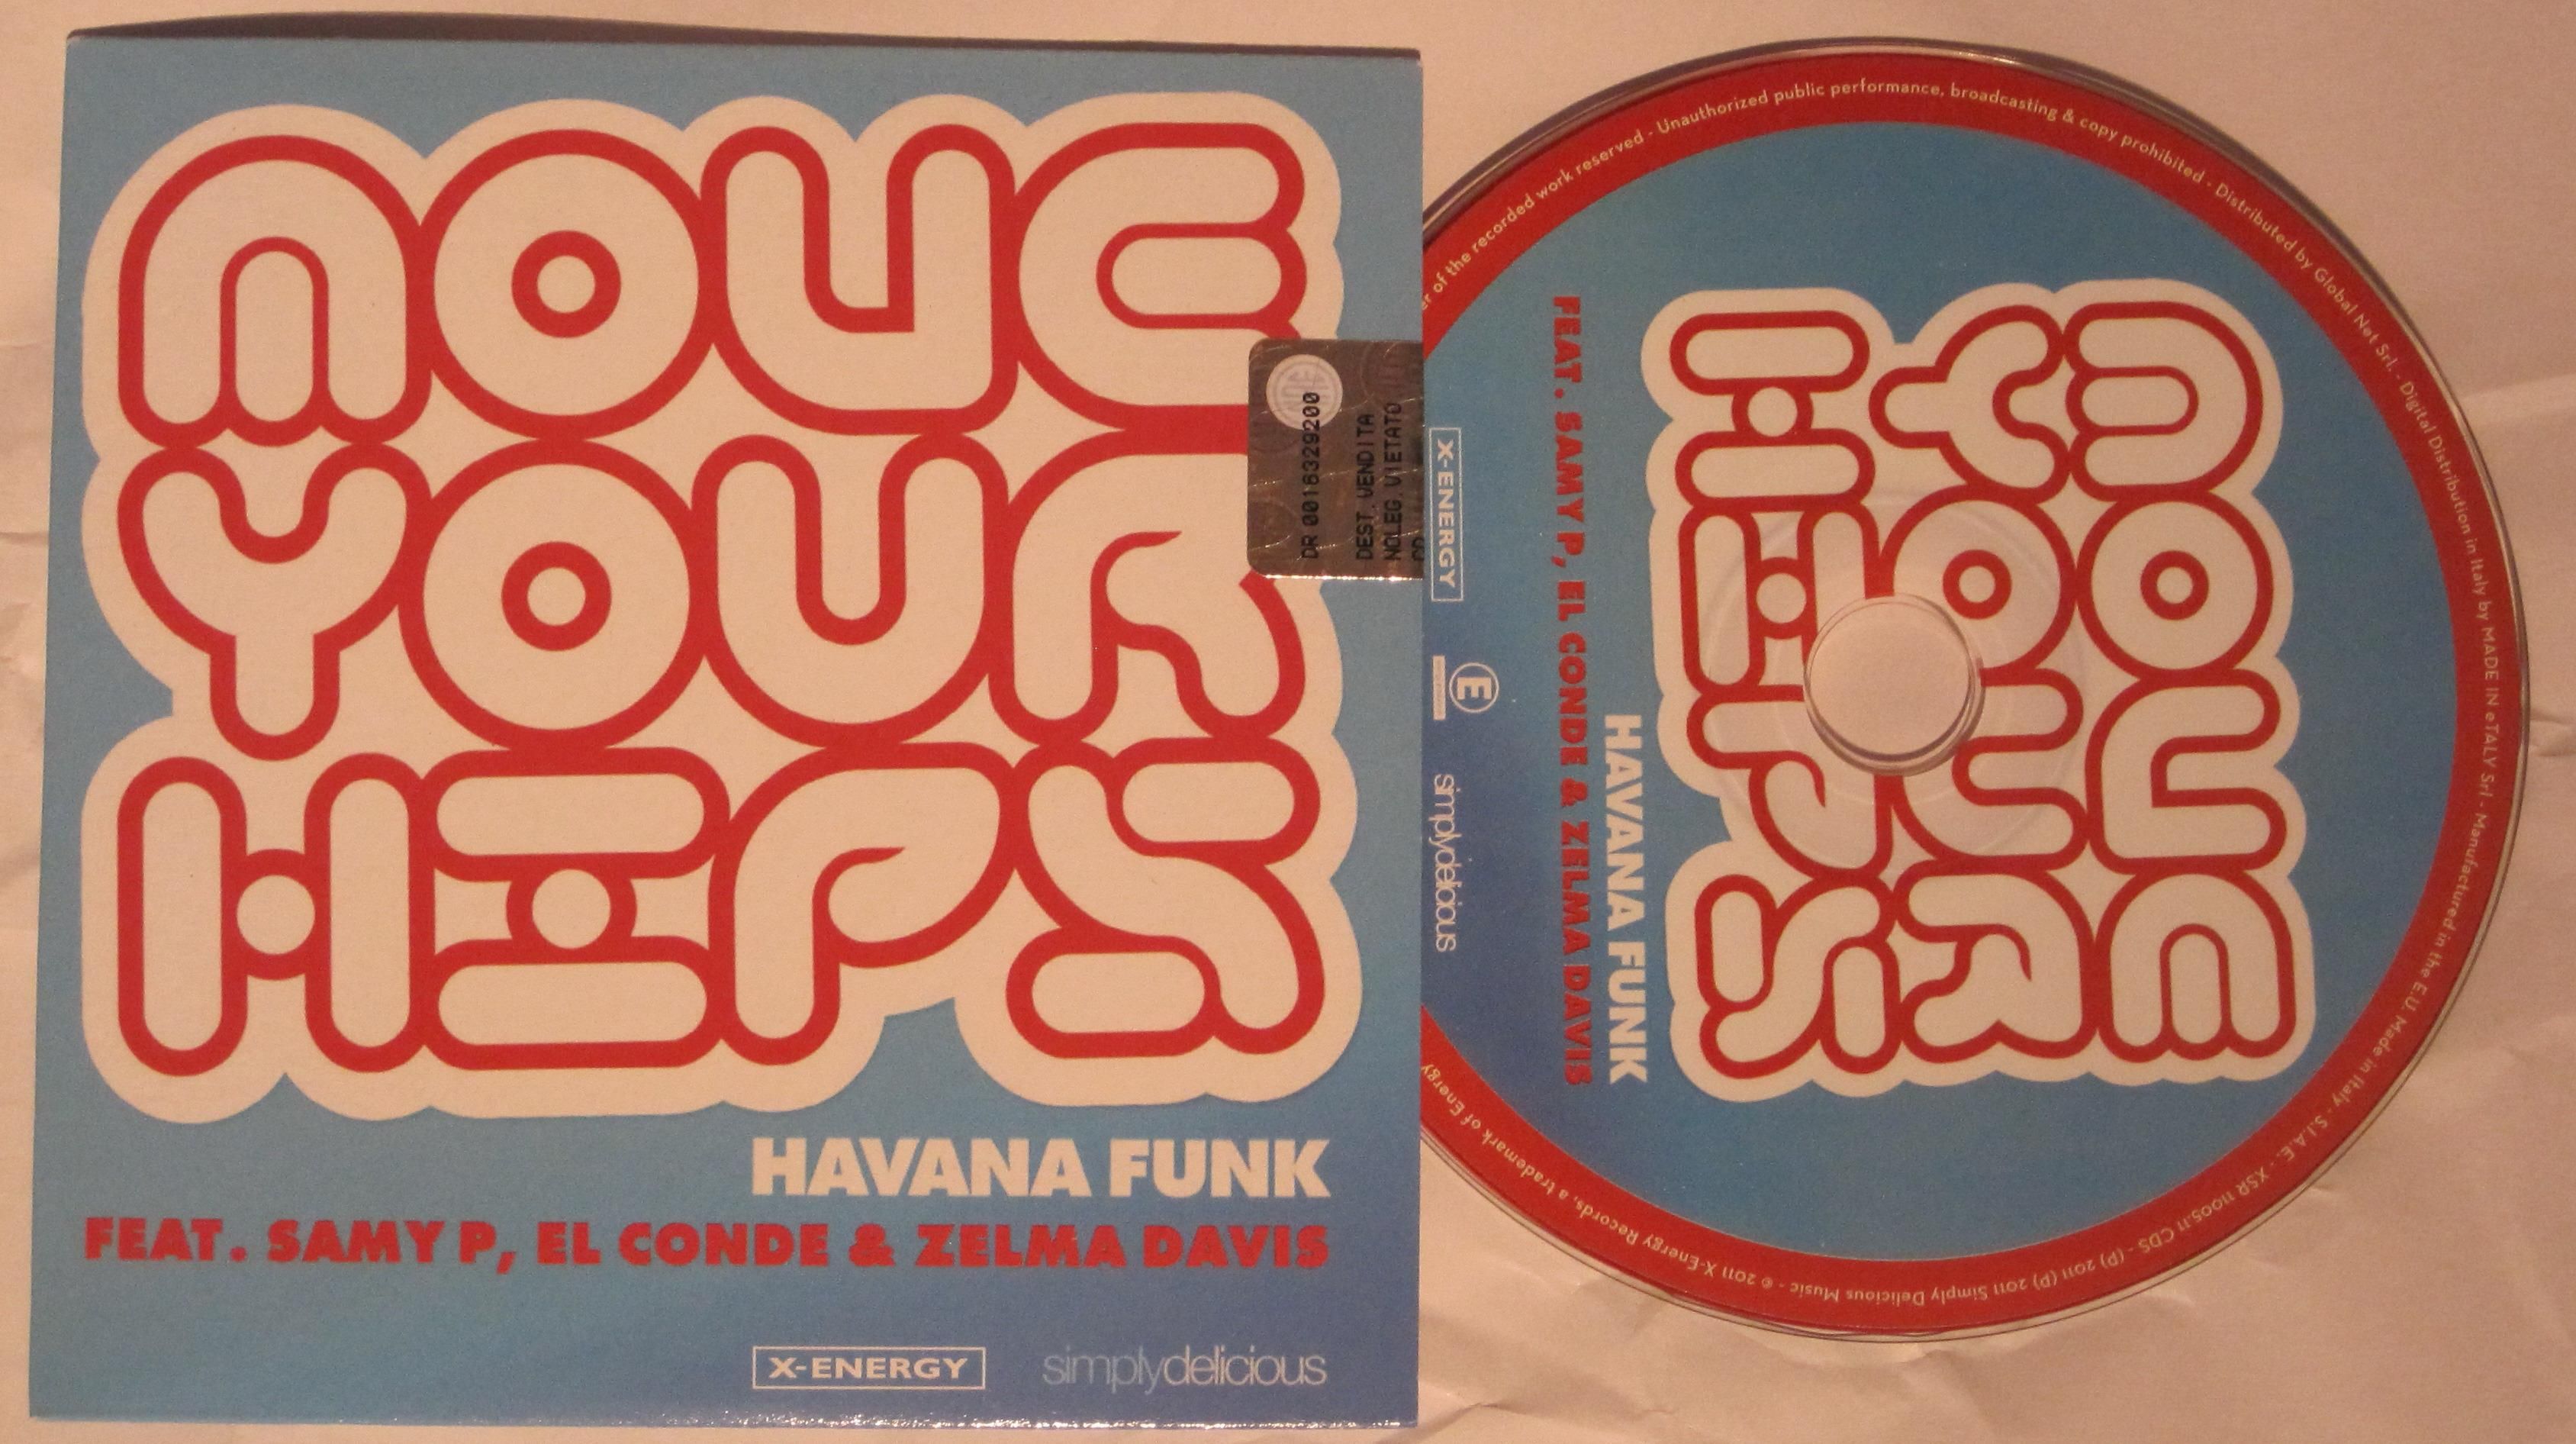 MOVE
YOUR
HIPS
HAVANA FUNK
FEAT. SAMY P, EL CONDE & ZELMA DAVIS
X-ENERGY
simplydelicious
DR 0016329200
DEST.VENDITA
NOLEG.VIETATO
CD
of the recorded work reserved - Unauthorized public performance, broadcasting & copy prohibited - Distributed by Global Net Srl. - Digital Distribution in Italy by MADE IN eTALY Srl - Manufactured in the E.U. Made in Italy - S.I.A.E. - XSR 11005.11 CDS - (P) 2011 (P) 2011 Simply Delicious Music - © 2011 X-Energy Records, a trademark of Energy
MOVE
YOUR
HIPS
HAVANA FUNK
FEAT. SAMY P, EL CONDE & ZELMA DAVIS
X-ENERGY
E
simplydelicious